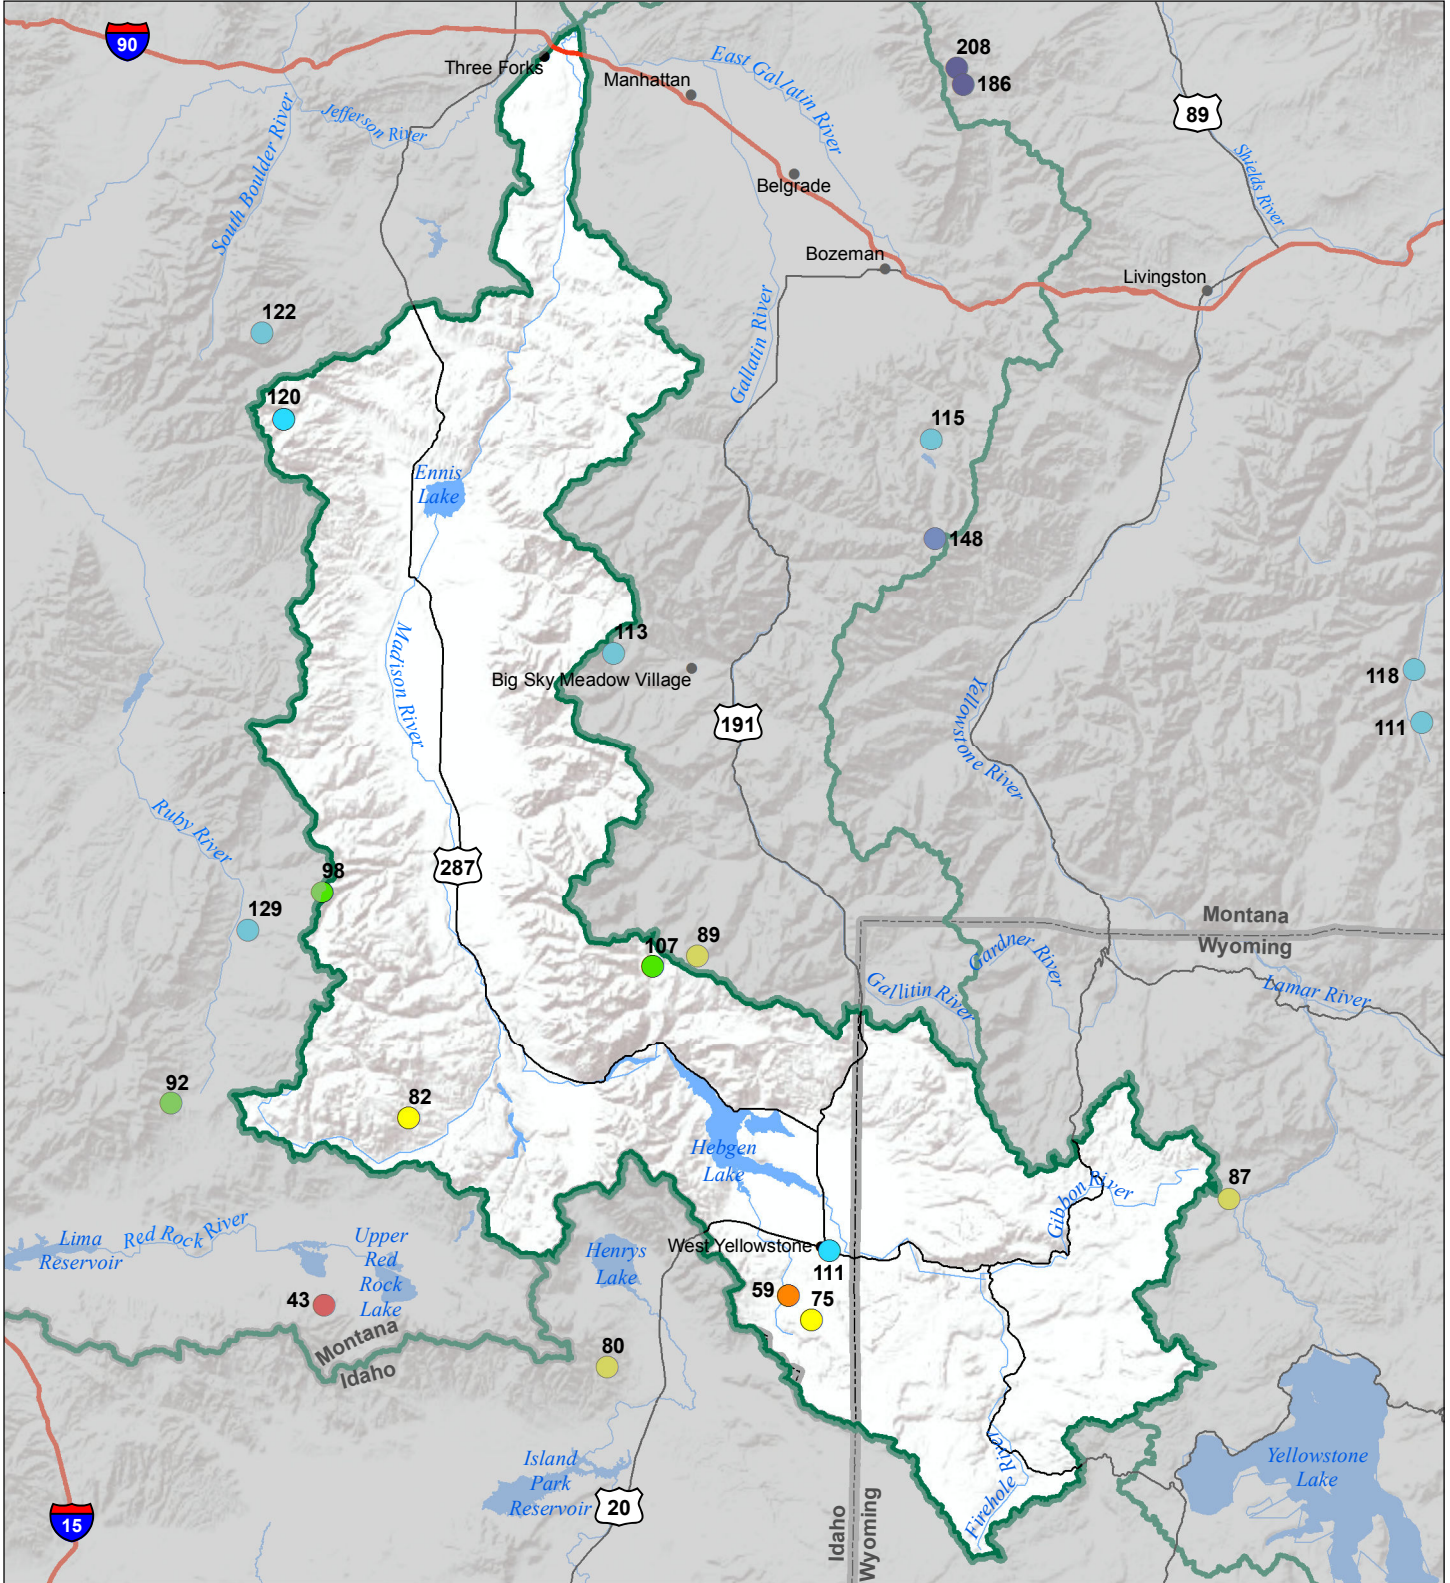 90
Three Forks
Manhattan
East Gallatin River
208
186
89
Jefferson River
South Boulder River
Belgrade
Shields River
Bozeman
Livingston
122
Gallatin River
120
115
Ennis
Lake
148
113
Big Sky Meadow Village
Madison River
118
111
191
Yellowstone River
Ruby River
287
98
129
107
89
Montana
Wyoming
Gardner River
Gallitin River
Lamar River
92
82
Hebgen
Lake
87
Gibbon River
Lima
Reservoir
Red Rock River
Upper
Red
Rock
Lake
Henrys
Lake
West Yellowstone
111
59
75
43
Montana
Idaho
80
Island
Park
Reservoir
20
15
Firehole River
Idaho
Wyoming
Yellowstone
Lake